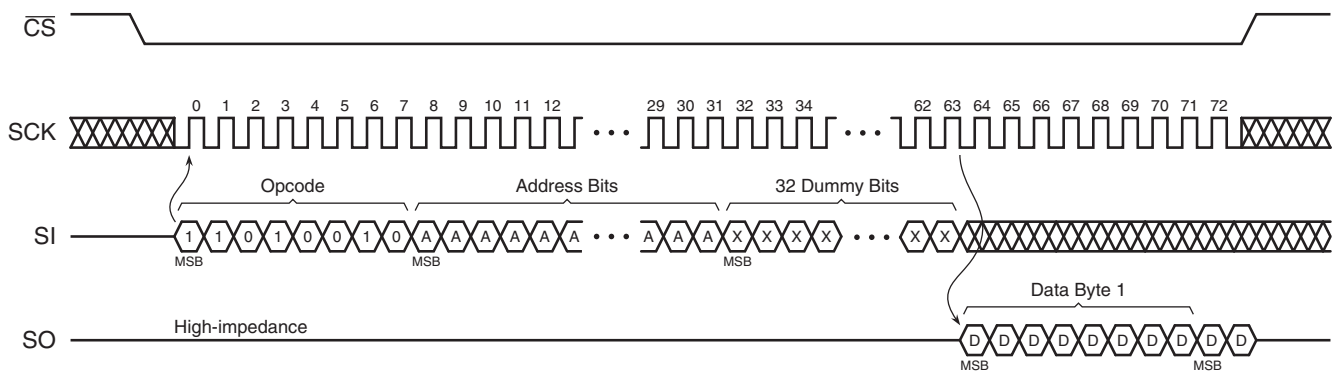 CS
0 1 2 3 4 5 6 7 8 9 10 11 12 29 30 31 32 33 34 62 63 64 65 66 67 68 69 70 71 72
SCK
Opcode Address Bits 32 Dummy Bits
SI 1 1 0 1 0 0 1 0 A A A A A A A A A X X X X X X
MSB MSB MSB
Data Byte 1
High-impedance
SO D D D D D D D D D D
MSB MSB